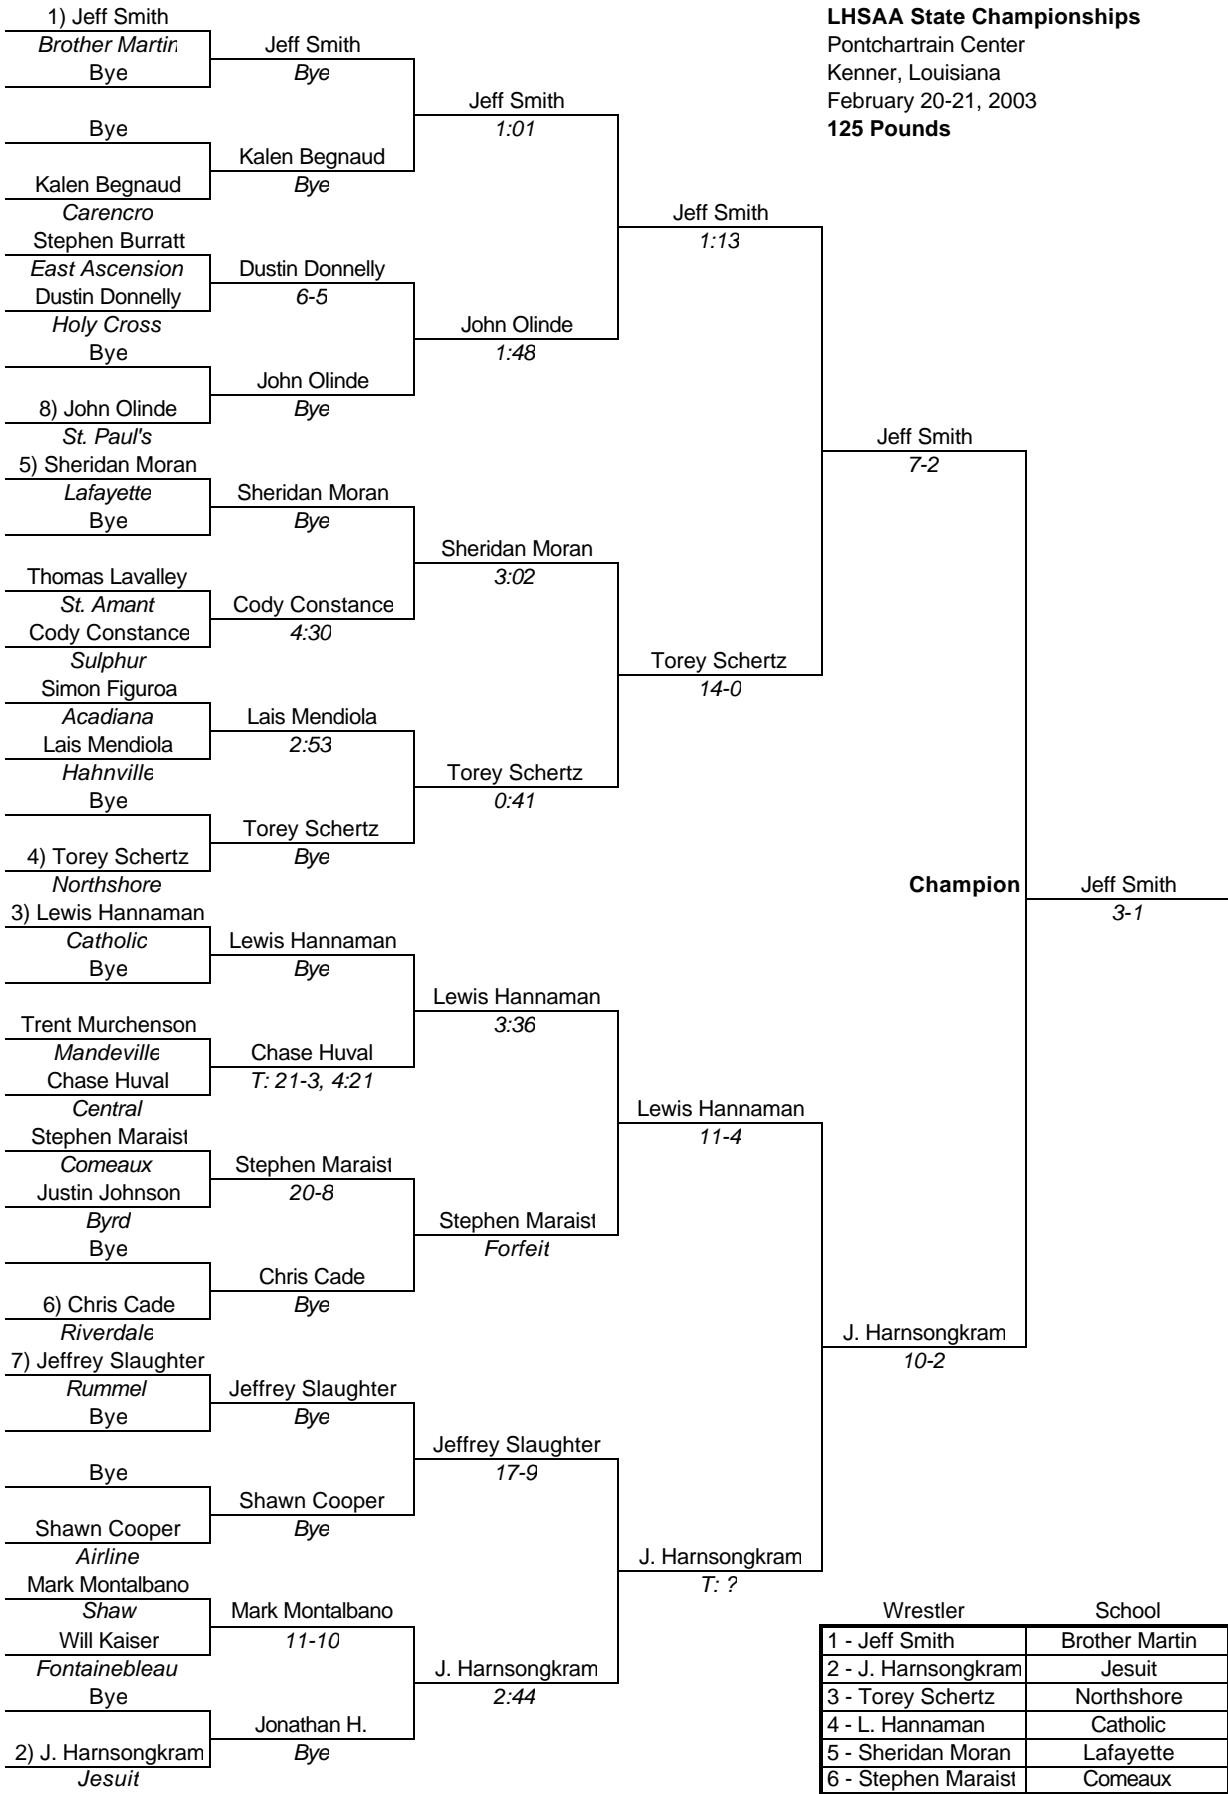 LHSAA State Championships
Pontchartrain Center
Kenner, Louisiana
February 20-21, 2003
125 Pounds
1) Jeff Smith
Brother Martin
Bye
Bye
Kalen Begnaud
Carencro
Stephen Burratt
East Ascension
Dustin Donnelly
Holy Cross
Bye
8) John Olinde
St. Paul's
5) Sheridan Moran
Lafayette
Bye
Thomas Lavalley
St. Amant
Cody Constance
Sulphur
Simon Figuroa
Acadiana
Lais Mendiola
Hahnville
Bye
4) Torey Schertz
Northshore
3) Lewis Hannaman
Catholic
Bye
Trent Murchenson
Mandeville
Chase Huval
Central
Stephen Maraist
Comeaux
Justin Johnson
Byrd
Bye
6) Chris Cade
Riverdale
7) Jeffrey Slaughter
Rummel
Bye
Bye
Shawn Cooper
Airline
Mark Montalbano
Shaw
Will Kaiser
Fontainebleau
Bye
2) J. Harnsongkram
Jesuit
Jeff Smith
Bye
Kalen Begnaud
Bye
Dustin Donnelly
6-5
John Olinde
Bye
Sheridan Moran
Bye
Cody Constance
4:30
Lais Mendiola
2:53
Torey Schertz
Bye
Lewis Hannaman
Bye
Chase Huval
T: 21-3, 4:21
Stephen Maraist
20-8
Chris Cade
Bye
Jeffrey Slaughter
Bye
Shawn Cooper
Bye
Mark Montalbano
11-10
Jonathan H.
Bye
Jeff Smith
1:01
John Olinde
1:48
Sheridan Moran
3:02
Torey Schertz
0:41
Lewis Hannaman
3:36
Stephen Maraist
Forfeit
Jeffrey Slaughter
17-9
J. Harnsongkram
2:44
Jeff Smith
1:13
Torey Schertz
14-0
Lewis Hannaman
11-4
J. Harnsongkram
T: ?
Jeff Smith
7-2
J. Harnsongkram
10-2
Champion
Jeff Smith
3-1
Wrestler School
1 - Jeff Smith Brother Martin
2 - J. Harnsongkram Jesuit
3 - Torey Schertz Northshore
4 - L. Hannaman Catholic
5 - Sheridan Moran Lafayette
6 - Stephen Maraist Comeaux